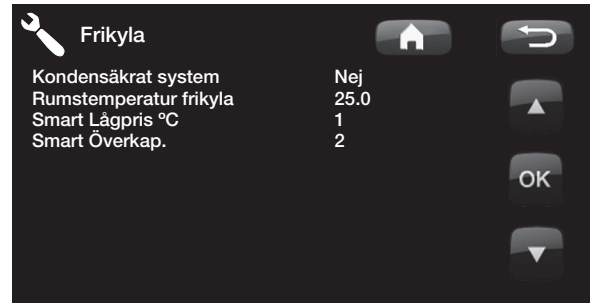 Frikyla
Kondensäkrat system Nej
Rumstemperatur frikyla 25.0
Smart Lågpris ºC 1
Smart Överkap. 2
OK